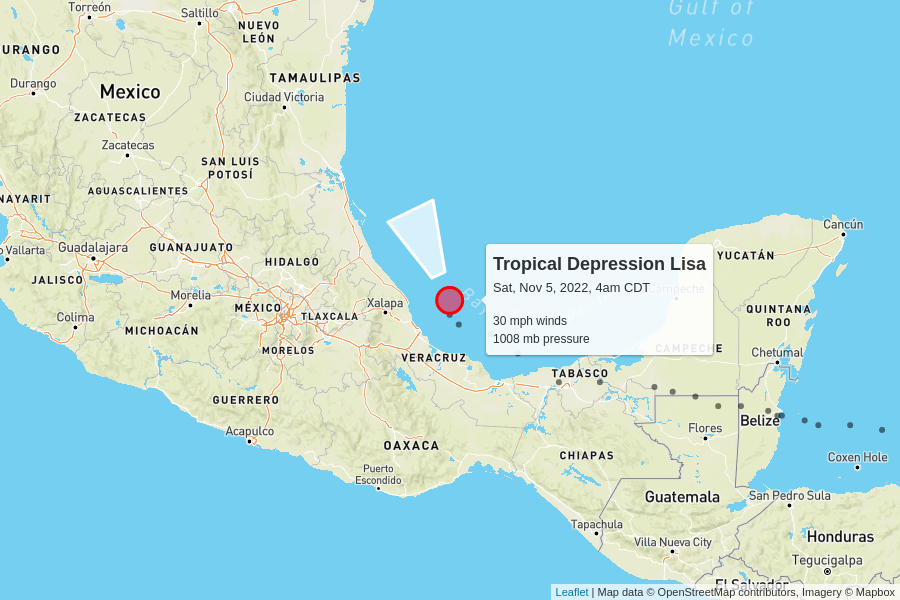 Torreón
Saltillo
NUEVO
LEÓN
Gulf of
Mexico
DURANGO
TAMAULIPAS
Durango
Mexico
Ciudad Victoria
ZACATECAS
Zacatecas
SAN LUIS
POTOSÍ
AGUASCALIENTES
NAYARIT
Cancún
Vallarta
Guadalajara
GUANAJUATO
YUCATÁN
HIDALGO
Tropical Depression Lisa
Sat, Nov 5, 2022, 4am CDT
30 mph winds
1008 mb pressure
JALISCO
Campeche
Bay
Morelia
MÉXICO
Xalapa
TLAXCALA
QUINTANA
ROO
Colima
MICHOACÁN
MORELOS
VERACRUZ
CAMPECHE
Chetumal
TABASCO
GUERRERO
Belize
Acapulco
Flores
OAXACA
CHIAPAS
Coxen Hole
Puerto
Escondido
Guatemala
San Pedro Sula
Tapachula
Villa Nueva City
Honduras
Tegucigalpa
El Salvador
Leaflet | Map data © OpenStreetMap contributors, Imagery © Mapbox